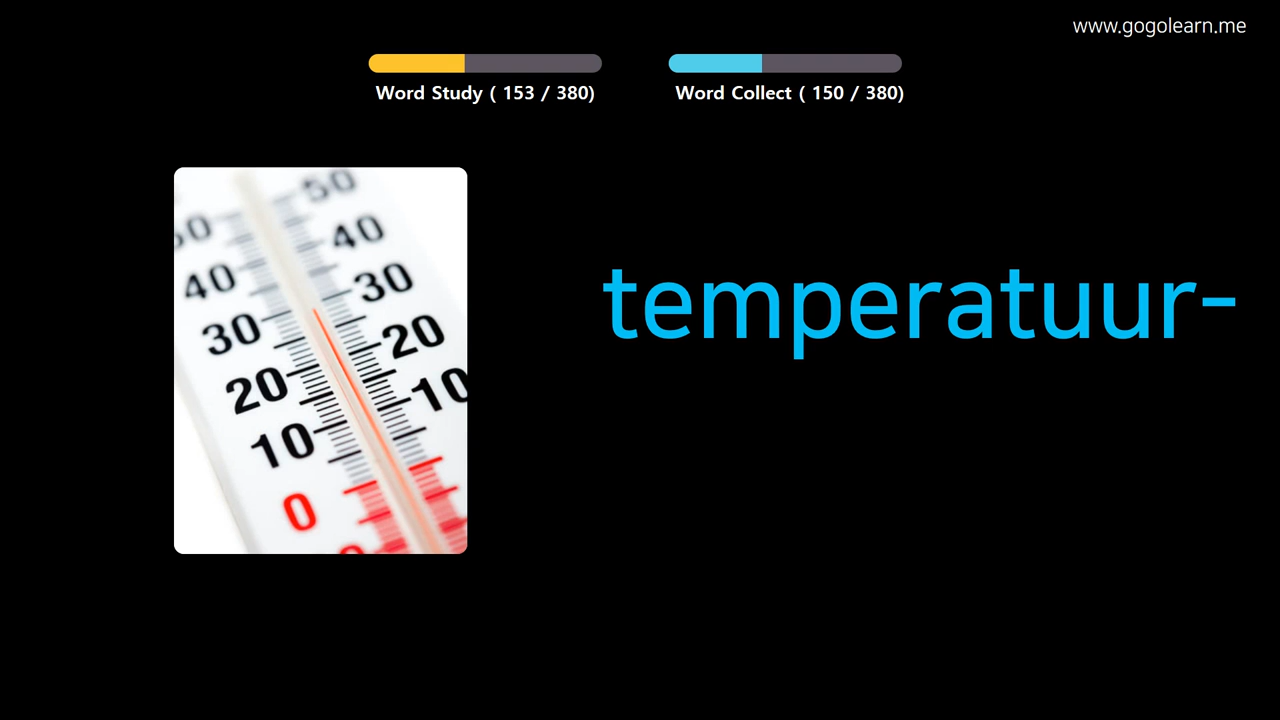 www.gogolearn.me
Word Study ( 153 / 380)
Word Collect ( 150 / 380)
50
50
40
40
30
30
20
20
10
10
0
temperatuur-